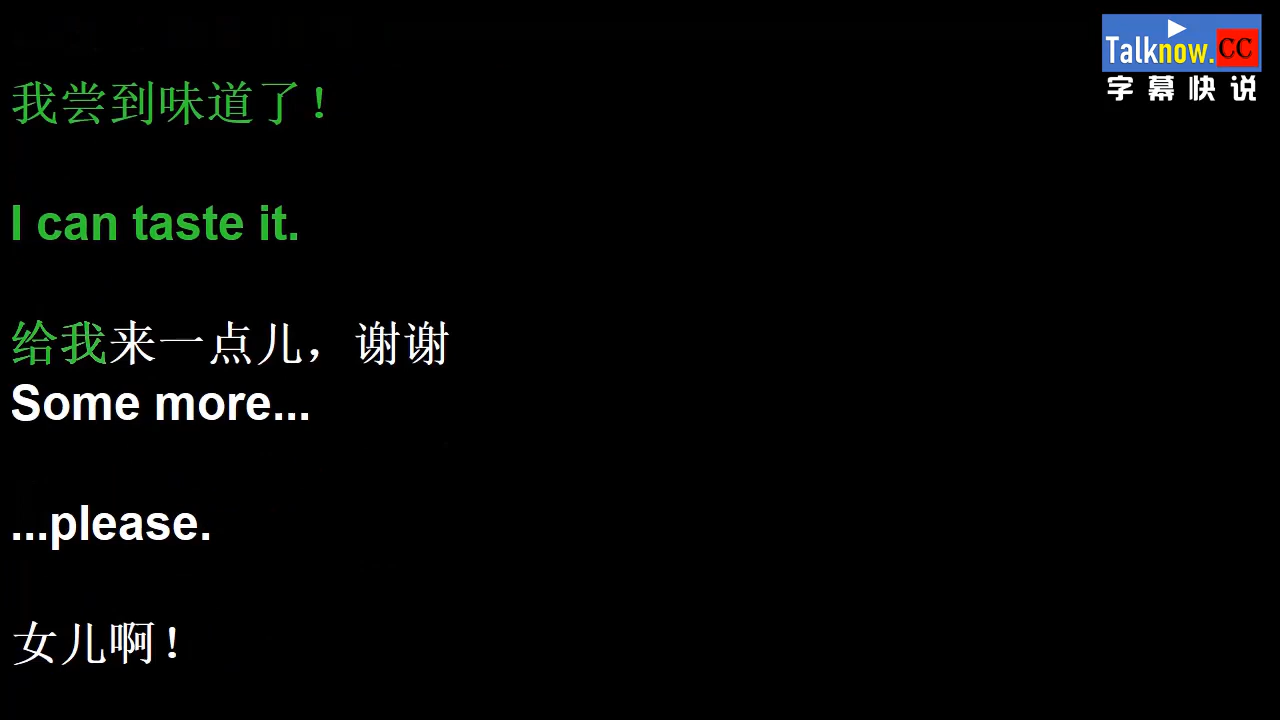 Talknow.CC
字幕快说
我尝到味道了！
I can taste it.
给我来一点儿，谢谢
Some more...
...please.
女儿啊！